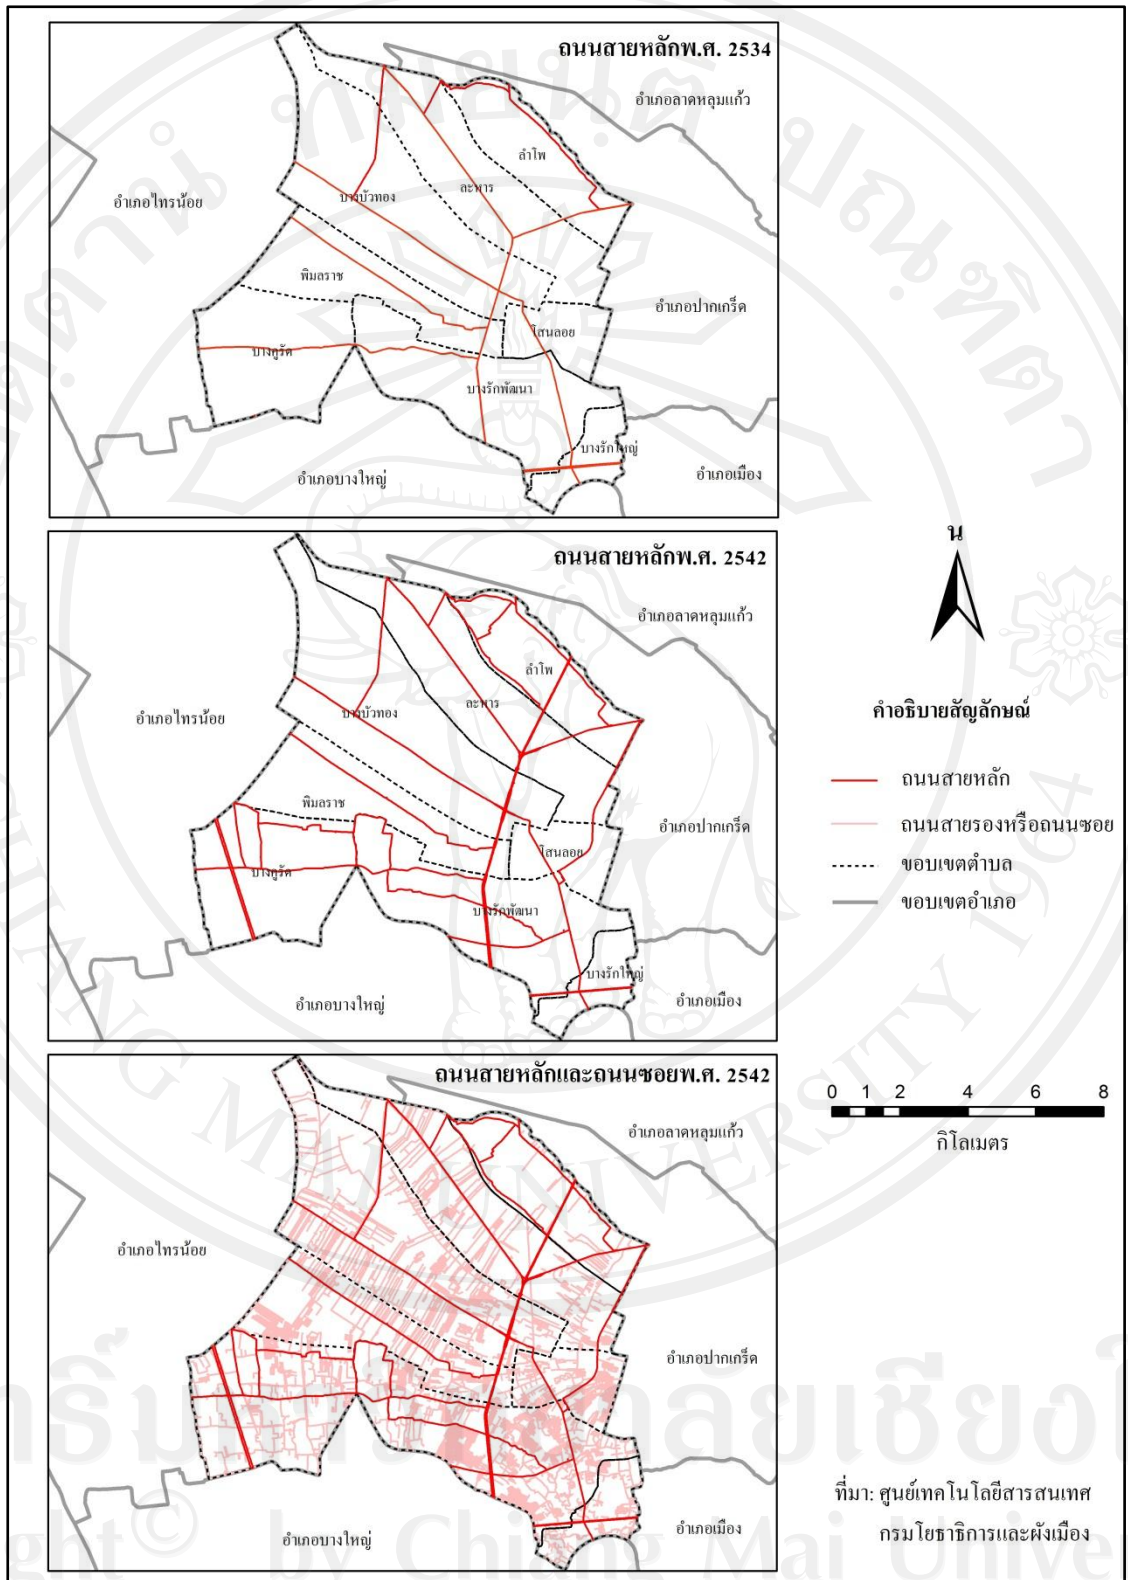 ถนนสายหลักพ.ศ. 2534
อำเภอลาดหลุมแก้ว
ลำโพ
ละหาร
บางบัวทอง
อำเภอไทรน้อย
พิมลราช
อำเภอปากเกร็ด
โสนลอย
บางคูรัด
บางรักพัฒนา
บางรักใหญ่
อำเภอบางใหญ่
อำเภอเมือง
ถนนสายหลักพ.ศ. 2542
อำเภอลาดหลุมแก้ว
ลำโพ
ละหาร
บางบัวทอง
อำเภอไทรน้อย
พิมลราช
อำเภอปากเกร็ด
โสนลอย
บางคูรัด
บางรักพัฒนา
บางรักใหญ่
อำเภอบางใหญ่
อำเภอเมือง
ถนนสายหลักและถนนซอยพ.ศ. 2542
อำเภอลาดหลุมแก้ว
อำเภอไทรน้อย
อำเภอปากเกร็ด
อำเภอบางใหญ่
อำเภอเมือง
น
คำอธิบายสัญลักษณ์
ถนนสายหลัก
ถนนสายรองหรือถนนซอย
ขอบเขตตำบล
ขอบเขตอำเภอ
0 1 2 4 6 8
กิโลเมตร
ที่มา: ศูนย์เทคโนโลยีสารสนเทศ
กรมโยธาธิการและผังเมือง
CHIANG MAI UNIVERSITY 1964
by Chiang Mai Unive